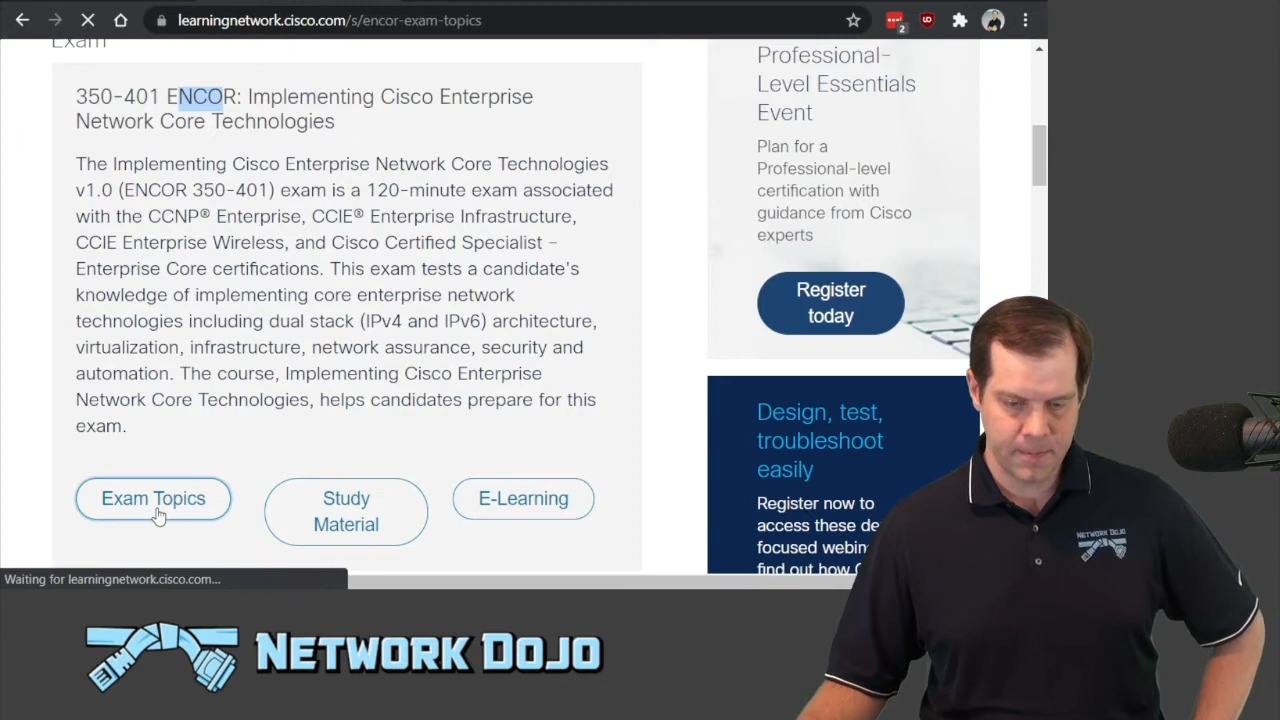 learningnetwork.cisco.com/s/encor-exam-topics
2
UD
Exam
350-401 ENCOR: Implementing Cisco Enterprise
Network Core Technologies
The Implementing Cisco Enterprise Network Core Technologies
v1.0 (ENCOR 350-401) exam is a 120-minute exam associated
with the CCNP® Enterprise, CCIE® Enterprise Infrastructure,
CCIE Enterprise Wireless, and Cisco Certified Specialist –
Enterprise Core certifications. This exam tests a candidate's
knowledge of implementing core enterprise network
technologies including dual stack (IPv4 and IPv6) architecture,
virtualization, infrastructure, network assurance, security and
automation. The course, Implementing Cisco Enterprise
Network Core Technologies, helps candidates prepare for this
exam.
Exam Topics
Study
Material
E-Learning
Professional-
Level Essentials
Event
Plan for a
Professional-level
certification with
guidance from Cisco
experts
Register
today
Design, test,
troubleshoot
easily
Register now to
access these de
focused webin
find out how
Waiting for learningnetwork.cisco.com...
NETWORK DOJO
NETWORK DOJO